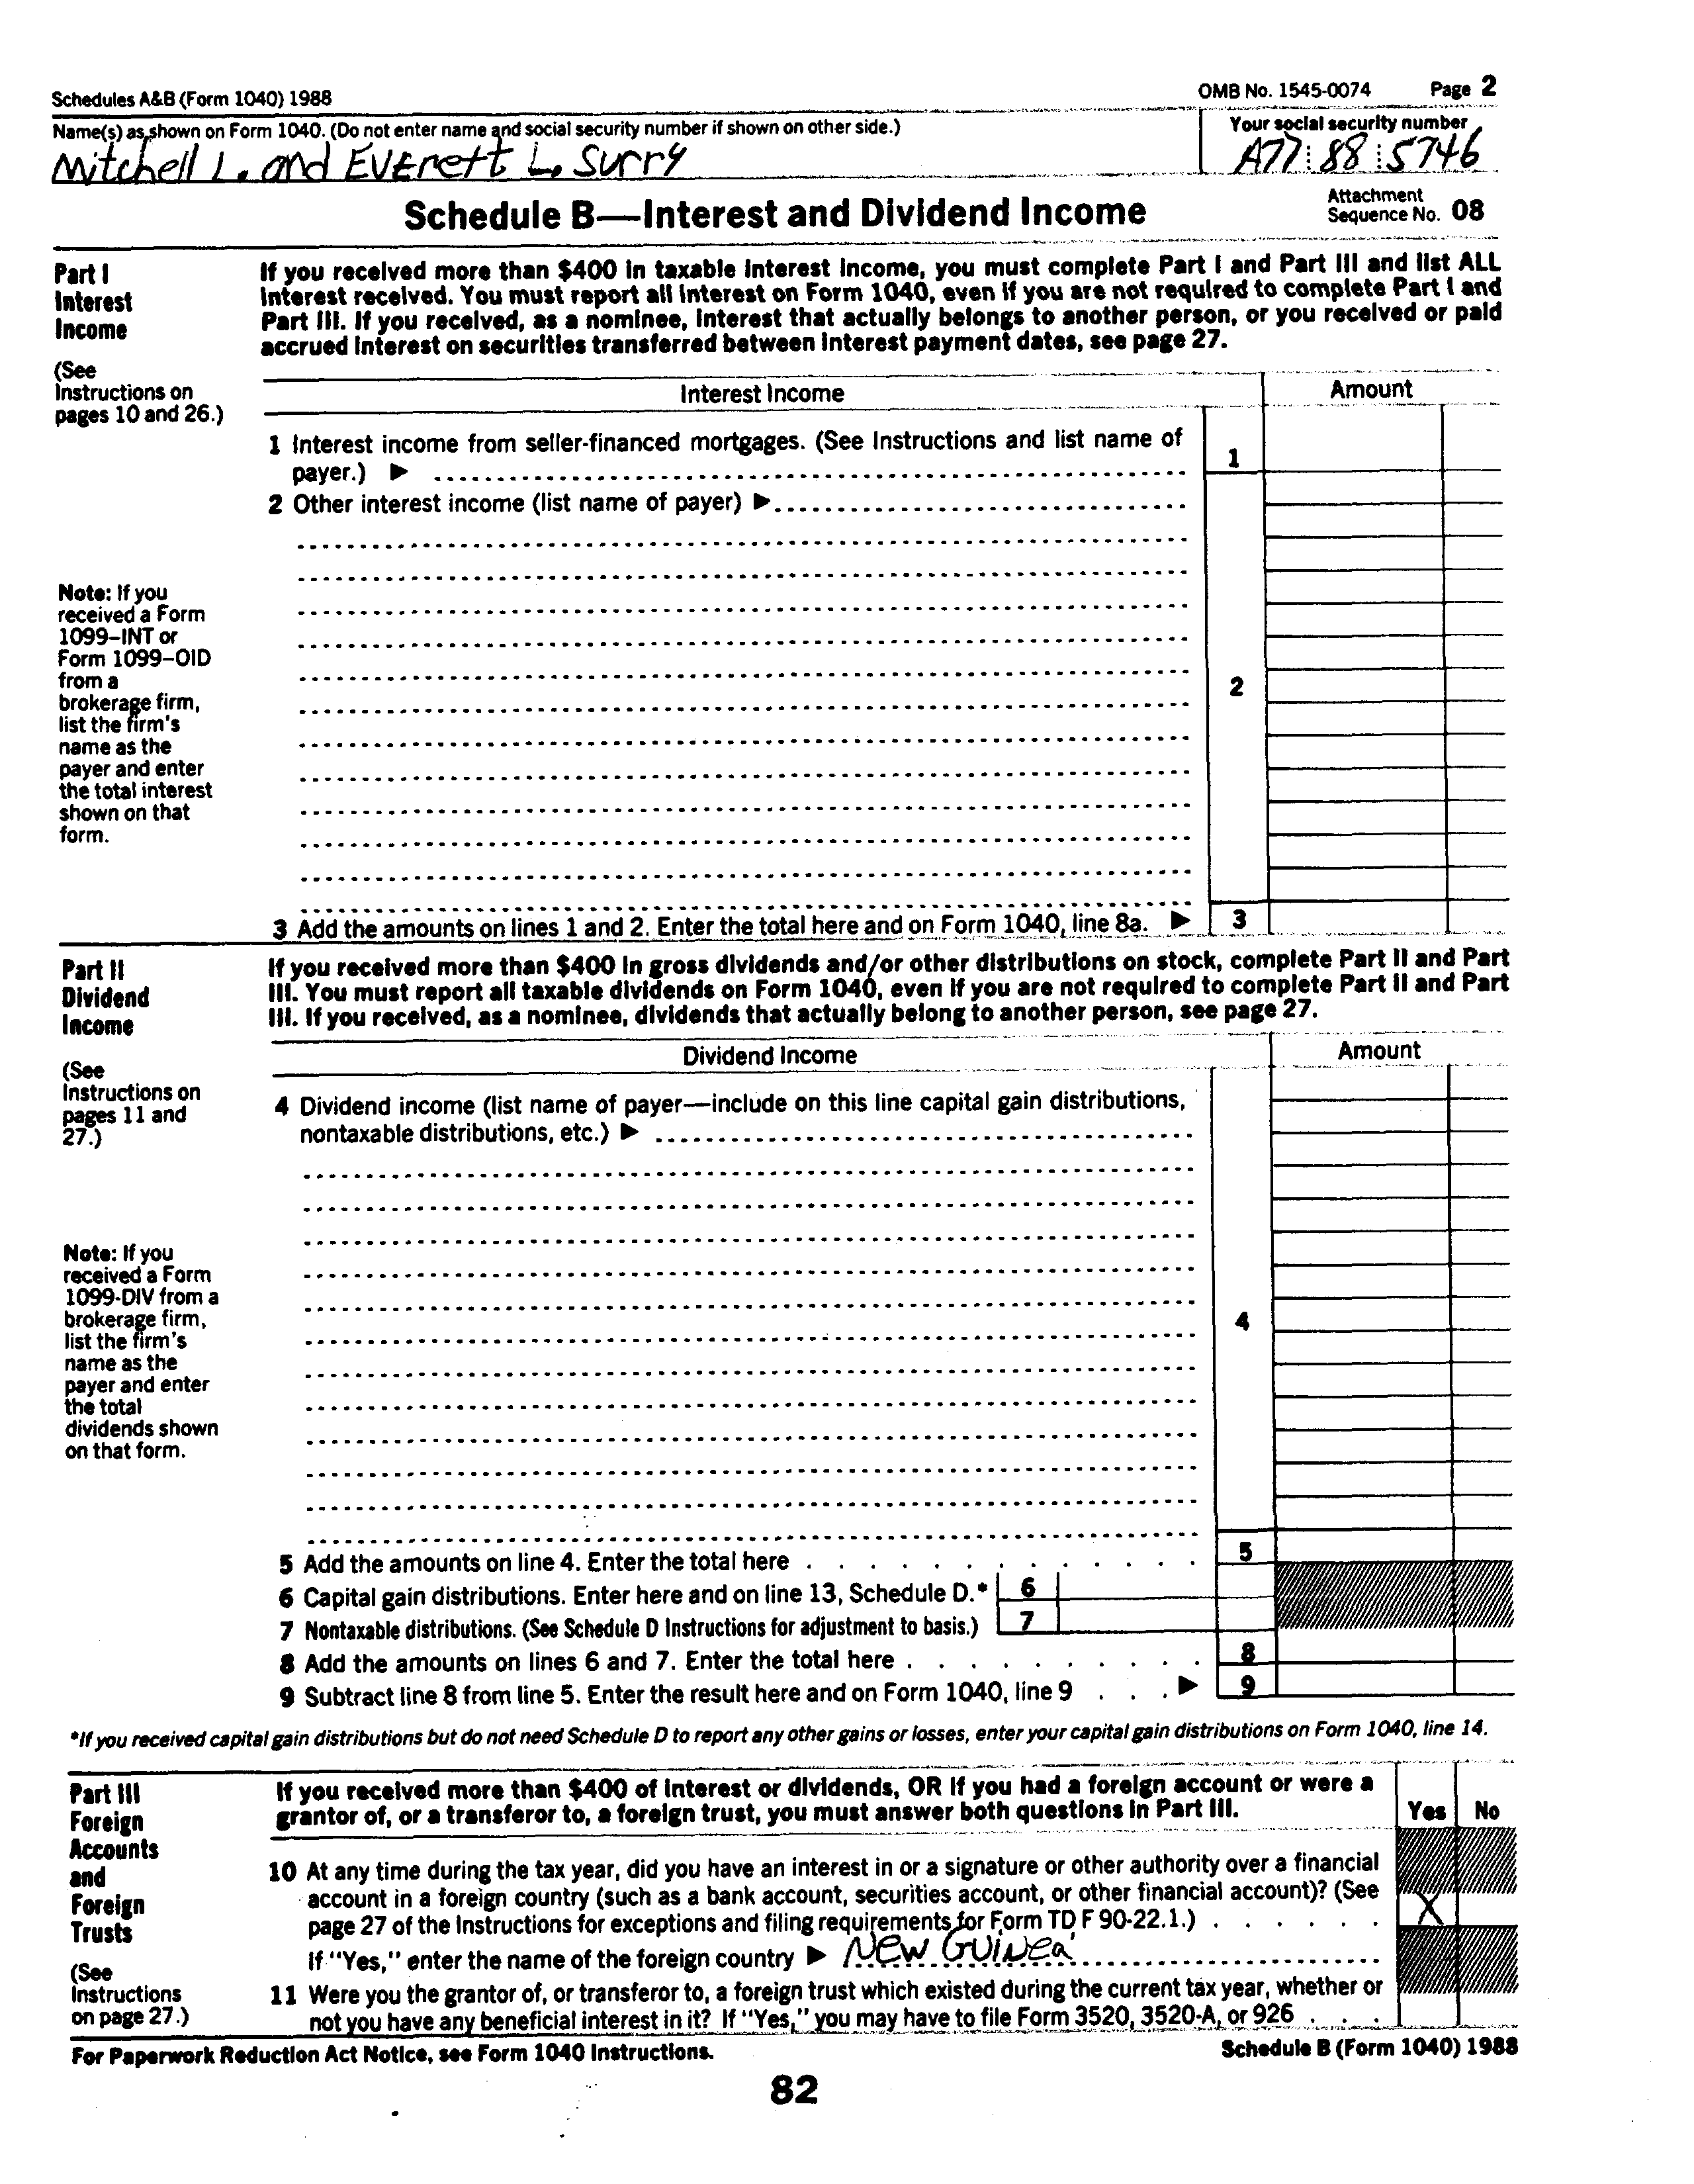 Schedules A&B (Form 1040) 1988
OMB No. 1545-0074 Page 2
Name(s) as shown on Form 1040. (Do not enter name and social security number if shown on other side.)
Your social security number
Mitchell L. and EVErett L. Surry
A77 88 5746
Schedule B—Interest and Dividend Income
Attachment
Sequence No. 08
Part I
Interest
Income
(See
Instructions on
pages 10 and 26.)
If you received more than $400 in taxable interest income, you must complete Part I and Part III and list ALL
interest received. You must report all interest on Form 1040, even if you are not required to complete Part I and
Part III. If you received, as a nominee, interest that actually belongs to another person, or you received or paid
accrued interest on securities transferred between interest payment dates, see page 27.
Interest Income
Amount
1 Interest income from seller-financed mortgages. (See Instructions and list name of
payer.) ▶
1
2 Other interest income (list name of payer) ▶
Note: If you
received a Form
1099–INT or
Form 1099–OID
from a
brokerage firm,
list the firm's
name as the
payer and enter
the total interest
shown on that
form.
2
3 Add the amounts on lines 1 and 2. Enter the total here and on Form 1040, line 8a. ▶ 3
Part II
Dividend
Income
(See
Instructions on
pages 11 and
27.)
If you received more than $400 in gross dividends and/or other distributions on stock, complete Part II and Part
III. You must report all taxable dividends on Form 1040, even if you are not required to complete Part II and Part
III. If you received, as a nominee, dividends that actually belong to another person, see page 27.
Dividend Income
Amount
4 Dividend income (list name of payer—include on this line capital gain distributions,
nontaxable distributions, etc.) ▶
Note: If you
received a Form
1099-DIV from a
brokerage firm,
list the firm's
name as the
payer and enter
the total
dividends shown
on that form.
4
5 Add the amounts on line 4. Enter the total here . . . . . . . . . . . . . 5
6 Capital gain distributions. Enter here and on line 13, Schedule D.* 6
7 Nontaxable distributions. (See Schedule D Instructions for adjustment to basis.) 7
8 Add the amounts on lines 6 and 7. Enter the total here . . . . . . . . . . 8
9 Subtract line 8 from line 5. Enter the result here and on Form 1040, line 9 . . . ▶ 9
*If you received capital gain distributions but do not need Schedule D to report any other gains or losses, enter your capital gain distributions on Form 1040, line 14.
Part III
Foreign
Accounts
and
Foreign
Trusts
(See
Instructions
on page 27.)
If you received more than $400 of interest or dividends, OR if you had a foreign account or were a
grantor of, or a transferor to, a foreign trust, you must answer both questions in Part III.
Yes No
10 At any time during the tax year, did you have an interest in or a signature or other authority over a financial
account in a foreign country (such as a bank account, securities account, or other financial account)? (See
page 27 of the Instructions for exceptions and filing requirements for Form TD F 90-22.1.) . . . . . . X
If "Yes," enter the name of the foreign country ▶ NEW GUINEa
11 Were you the grantor of, or transferor to, a foreign trust which existed during the current tax year, whether or
not you have any beneficial interest in it? If "Yes," you may have to file Form 3520, 3520-A, or 926 . . .
For Paperwork Reduction Act Notice, see Form 1040 Instructions.
Schedule B (Form 1040) 1988
82